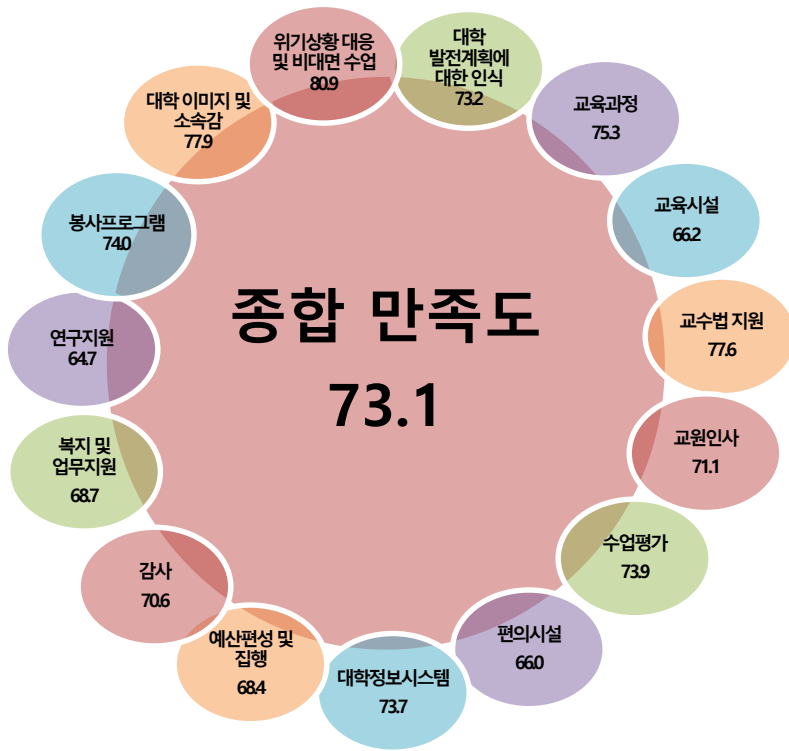 종합 만족도
73.1
위기상황 대응
및 비대면 수업
80.9
대학
발전계획에
대한 인식
73.2
교육과정
75.3
교육시설
66.2
교수법 지원
77.6
교원인사
71.1
수업평가
73.9
편의시설
66.0
대학정보시스템
73.7
예산편성 및
집행
68.4
감사
70.6
복지 및
업무지원
68.7
연구지원
64.7
봉사프로그램
74.0
대학 이미지 및
소속감
77.9